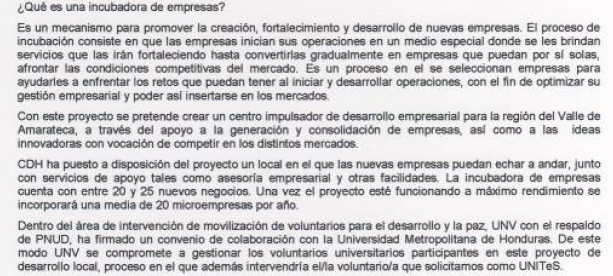 ¿Qué es una incubadora de empresas?
Es un mecanismo para promover la creación, fortalecimiento y desarrollo de nuevas empresas. El proceso de
incubación consiste en que las empresas inician sus operaciones en un medio especial donde se les brindan
servicios que las irán fortaleciendo hasta convertirlas gradualmente en empresas que puedan por sí solas,
afrontar las condiciones competitivas del mercado. Es un proceso en el se seleccionan empresas para
ayudarles a enfrentar los retos que puedan tener al iniciar y desarrollar operaciones, con el fin de optimizar su
gestión empresarial y poder así insertarse en los mercados.
Con este proyecto se pretende crear un centro impulsador de desarrollo empresarial para la región del Valle de
Amarateca, a través del apoyo a la generación y consolidación de empresas, así como a las ideas
innovadoras con vocación de competir en los distintos mercados.
CDH ha puesto a disposición del proyecto un local en el que las nuevas empresas puedan echar a andar, junto
con servicios de apoyo tales como asesoría empresarial y otras facilidades. La incubadora de empresas
cuenta con entre 20 y 25 nuevos negocios. Una vez el proyecto esté funcionando a máximo rendimiento se
incorporará una media de 20 microempresas por año.
Dentro del área de intervención de movilización de voluntarios para el desarrollo y la paz, UNV con el respaldo
de PNUD, ha firmado un convenio de colaboración con la Universidad Metropolitana de Honduras. De este
modo UNV se compromete a gestionar los voluntarios universitarios participantes en este proyecto de
desarrollo local, proceso en el que además intervendría el/la voluntario/a que solicitamos como UNITeS.